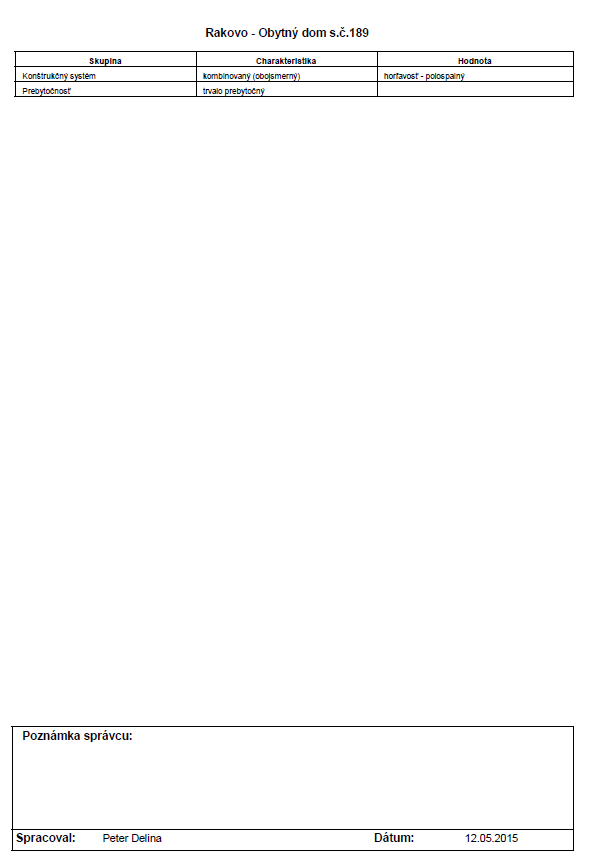 Rakovo - Obytný dom s.č.189
Skupina Charakteristika Hodnota
Konštrukčný systém kombinovaný (obojsmerný) horľavosť - polospalný
Prebytočnosť trvalo prebytočný
Poznámka správcu:
Spracoval: Peter Delina Dátum: 12.05.2015